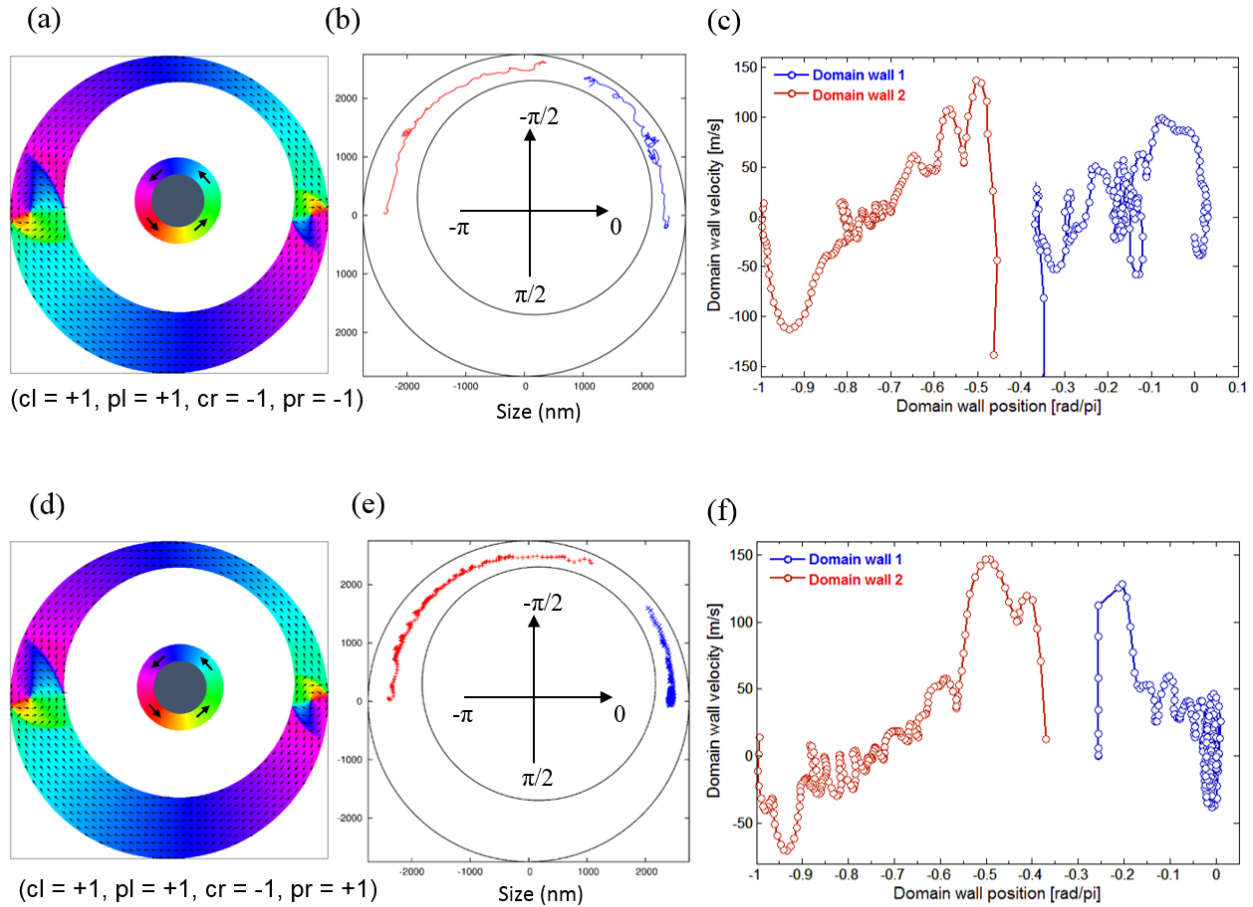 (a)
(b)
(c)
2000
1000
0
-1000
-2000
-π/2
-π
0
π/2
-2000
-1000
0
1000
2000
Size (nm)
Domain wall velocity [m/s]
150
100
50
0
-50
-100
-150
Domain wall 1
Domain wall 2
-1
-0.9
-0.8
-0.7
-0.6
-0.5
-0.4
-0.3
-0.2
-0.1
0
0.1
Domain wall position [rad/pi]
(cl = +1, pl = +1, cr = -1, pr = -1)
(d)
(e)
(f)
2000
1000
0
-1000
-2000
-π/2
-π
0
π/2
-2000
-1000
0
1000
2000
Size (nm)
Domain wall velocity [m/s]
150
100
50
0
-50
Domain wall 1
Domain wall 2
-1
-0.9
-0.8
-0.7
-0.6
-0.5
-0.4
-0.3
-0.2
-0.1
0
Domain wall position [rad/pi]
(cl = +1, pl = +1, cr = -1, pr = +1)